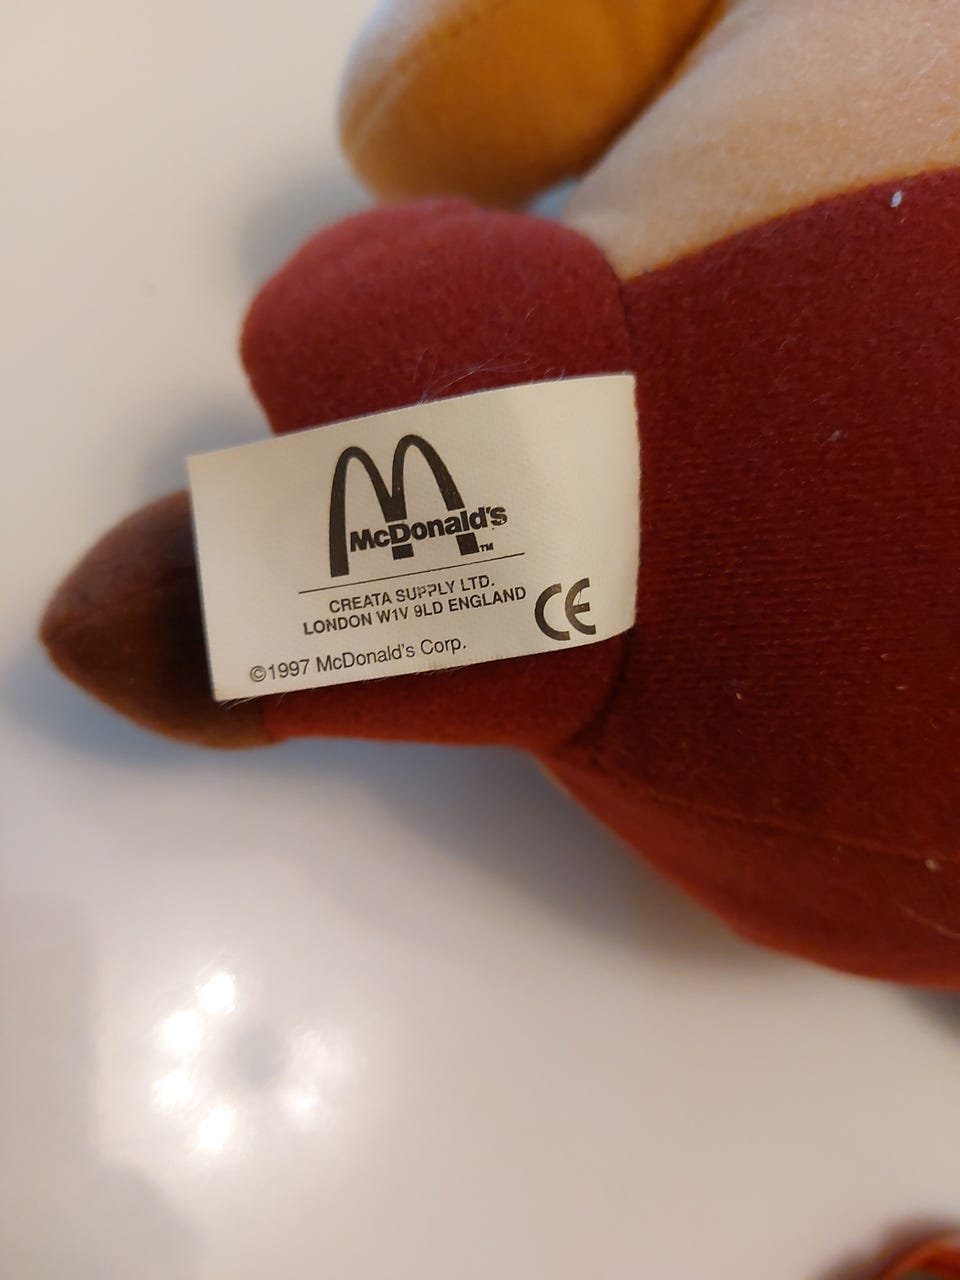 McDonald's
TM
CREATA SUPPLY LTD.
LONDON W1V 9LD ENGLAND
CE
©1997 McDonald's Corp.